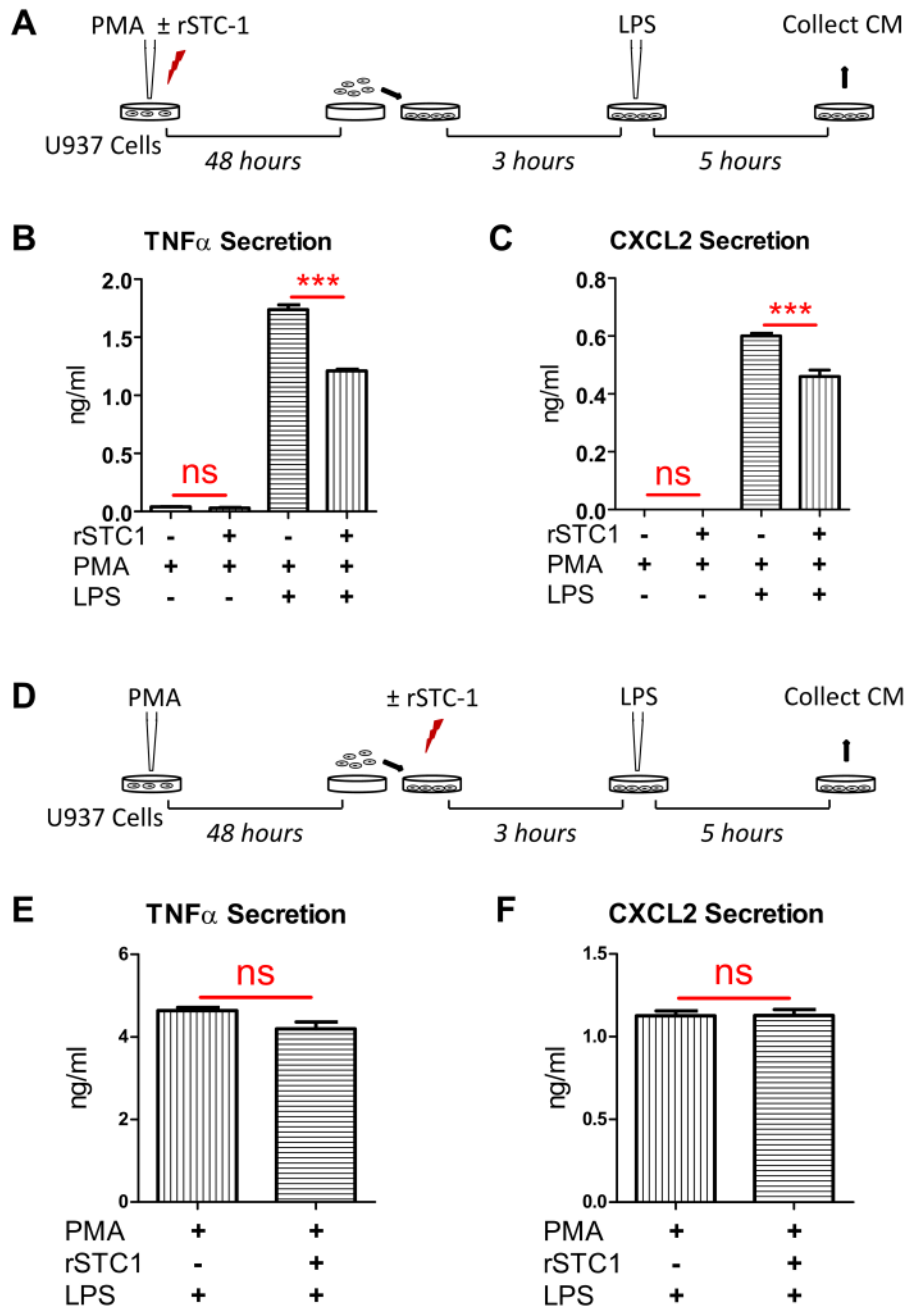 A
PMA ± rSTC-1
LPS
Collect CM
U937 Cells
48 hours
3 hours
5 hours
B
TNFα Secretion
ng/ml
2.0
1.5
1.0
0.5
0.0
ns
***
rSTC1 - + - +
PMA + + + +
LPS - - + +
C
CXCL2 Secretion
ng/ml
0.8
0.6
0.4
0.2
0.0
ns
***
rSTC1 - + - +
PMA + + + +
LPS - - + +
D
PMA
± rSTC-1
LPS
Collect CM
U937 Cells
48 hours
3 hours
5 hours
E
TNFα Secretion
ng/ml
6
4
2
0
ns
PMA + +
rSTC1 - +
LPS + +
F
CXCL2 Secretion
ng/ml
1.5
1.0
0.5
0.0
ns
PMA + +
rSTC1 - +
LPS + +